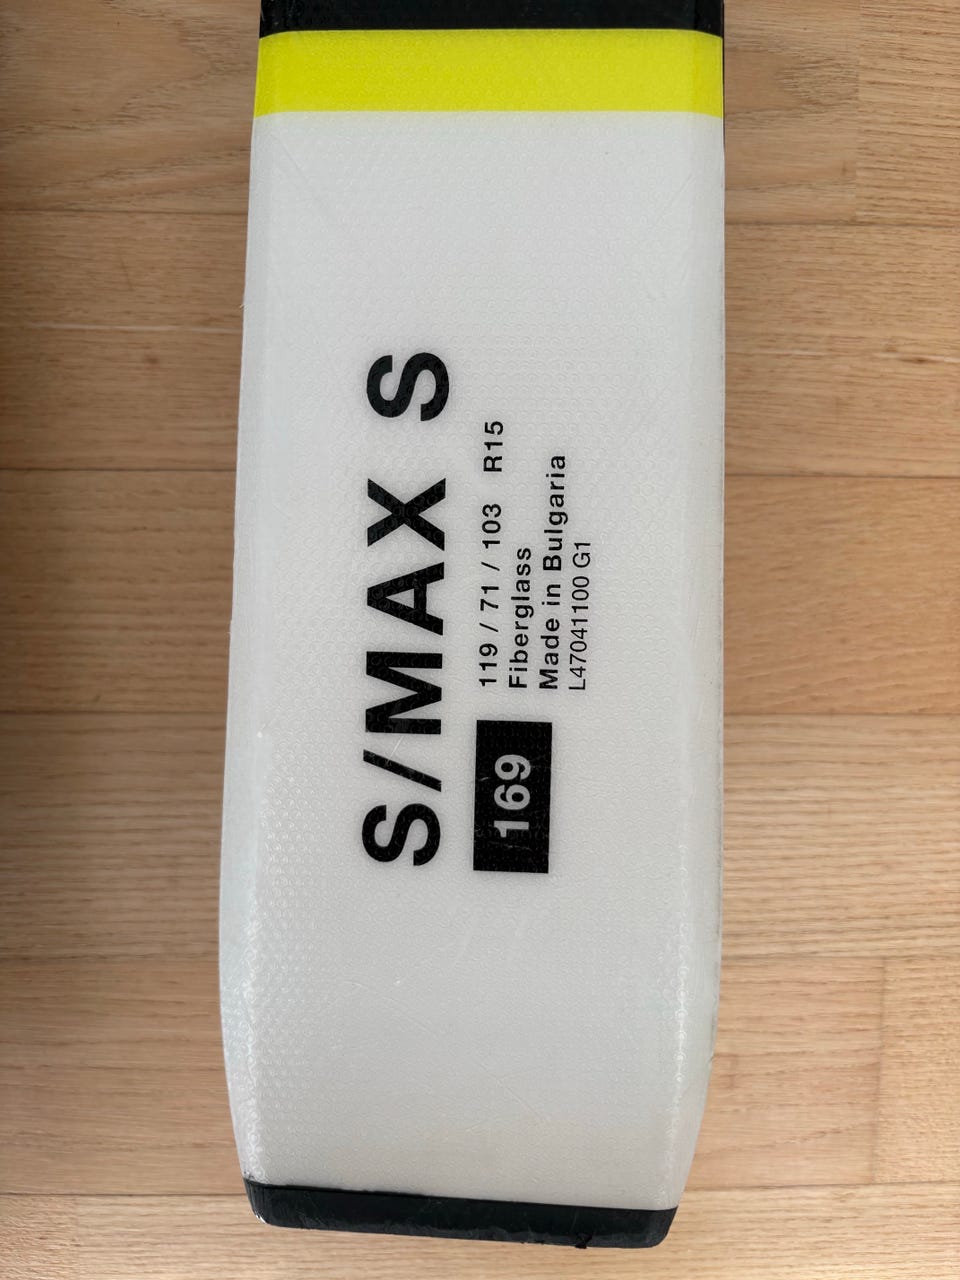 S/MAX S
169
119 / 71 / 103 R15
Fiberglass
Made in Bulgaria
L47041100 G1